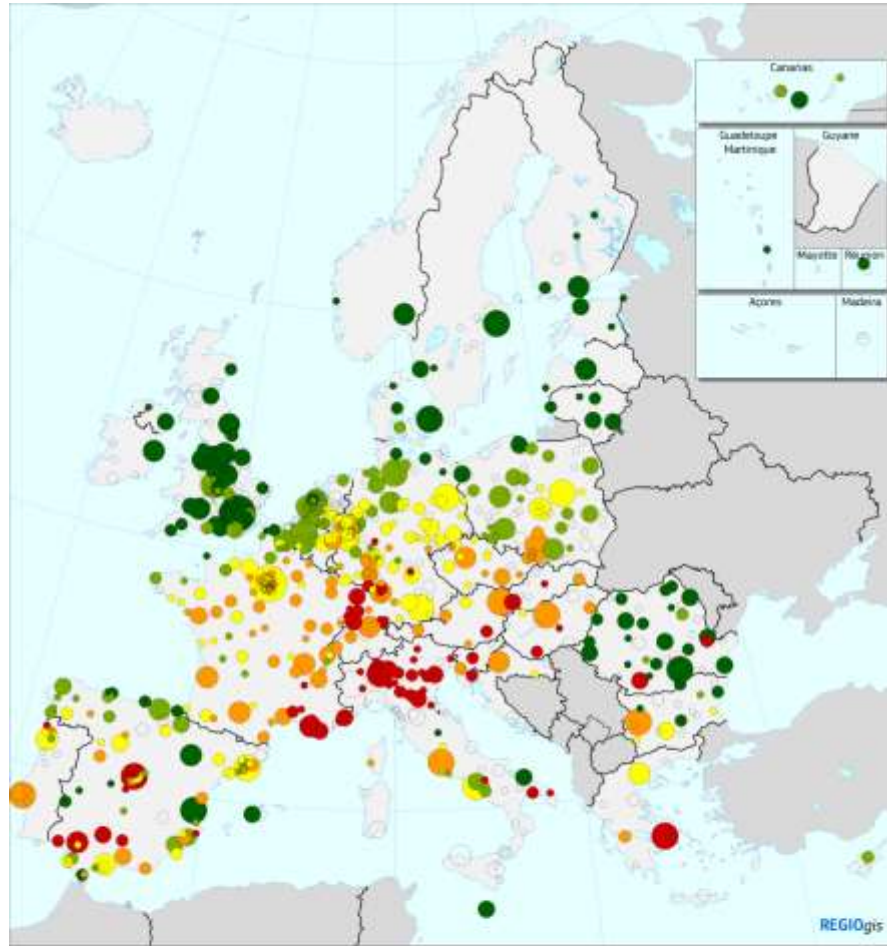 Canarias
Guadeloupe
Martinique
Guyane
Mayotte
Réunion
Açores
Madeira
REGIOgis